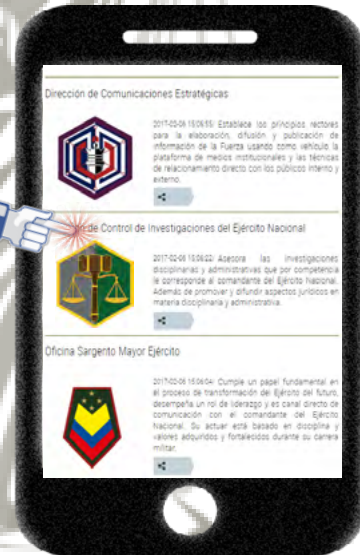 Dirección de Comunicaciones Estratégicas
2017-02-06 15:06:55/ Establece los principios rectores
para la elaboración, difusión y publicación de
información de la Fuerza usando como vehículo la
plataforma de medios institucionales y las técnicas
de relacionamiento directo con los públicos interno y
externo.
de Control de Investigaciones del Ejército Nacional
2017-02-06 15:06:22/ Asesora las investigaciones
disciplinarias y administrativas que por competencia
le corresponde al comandante del Ejército Nacional.
Además de promover y difundir aspectos jurídicos en
materia disciplinaria y administrativa.
Oficina Sargento Mayor Ejército
2017-02-06 15:06:04/ Cumple un papel fundamental en
el proceso de transformación del Ejército del futuro,
desempeña un rol de liderazgo y es canal directo de
comunicación con el comandante del Ejército
Nacional. Su actuar está basado en disciplina y
valores adquiridos y fortalecidos durante su carrera
militar.